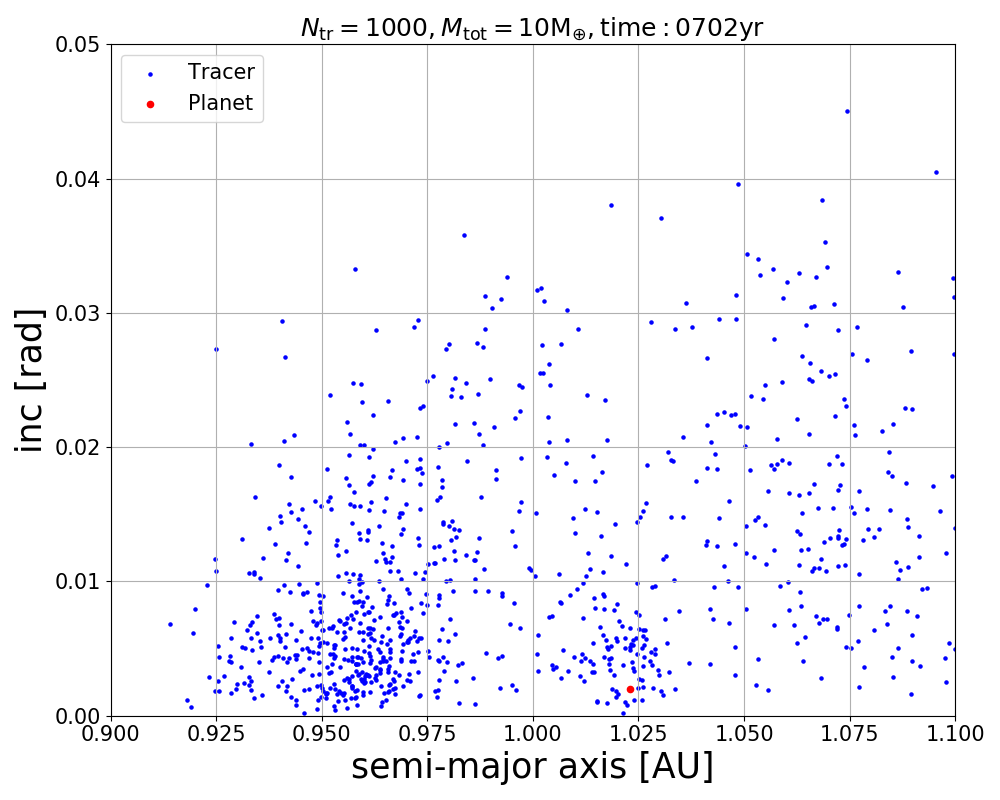 N_tr = 1000, M_tot = 10M_⊕, time : 0702yr
Tracer
Planet
0.05
0.04
0.03
0.02
0.01
0.00
inc [rad]
0.900 0.925 0.950 0.975 1.000 1.025 1.050 1.075 1.100
semi-major axis [AU]